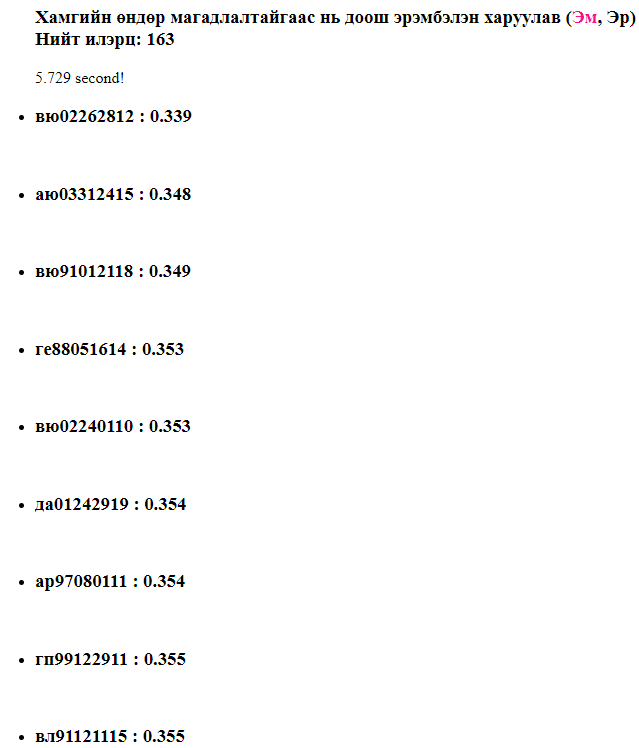 Хамгийн өндөр магадлалтайгаас нь доош эрэмбэлэн харуулав (Эм, Эр)
Нийт илэрц: 163
5.729 second!
• вю02262812 : 0.339
• аю03312415 : 0.348
• вю91012118 : 0.349
• ге88051614 : 0.353
• вю02240110 : 0.353
• да01242919 : 0.354
• ар97080111 : 0.354
• гп99122911 : 0.355
• вл91121115 : 0.355